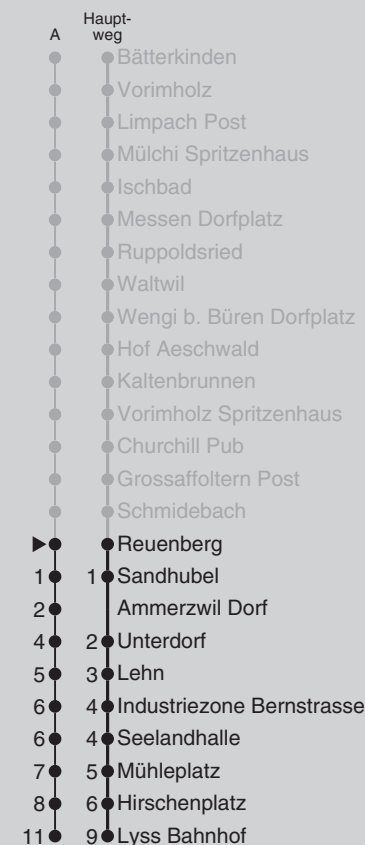 A Haupt-
weg
Bätterkinden
Vorimholz
Limpach Post
Mülchi Spritzenhaus
Ischbad
Messen Dorfplatz
Ruppoldsried
Waltwil
Wengi b. Büren Dorfplatz
Hof Aeschwald
Kaltenbrunnen
Vorimholz Spritzenhaus
Churchill Pub
Grossaffoltern Post
Schmidebach
Reuenberg
1 1 Sandhubel
2 Ammerzwil Dorf
4 2 Unterdorf
5 3 Lehn
6 4 Industriezone Bernstrasse
6 4 Seelandhalle
7 5 Mühleplatz
8 6 Hirschenplatz
11 9 Lyss Bahnhof